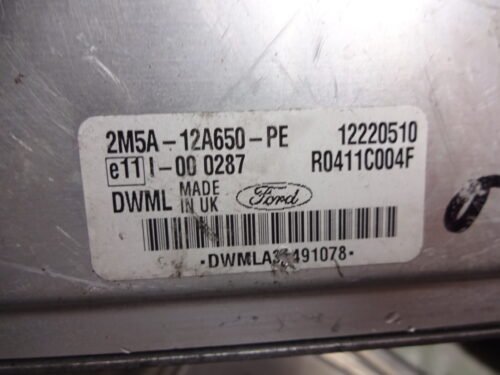 2M5A-12A650-PE 12220510
e11 I-00 0287 R0411C004F
DWML MADE IN UK Ford